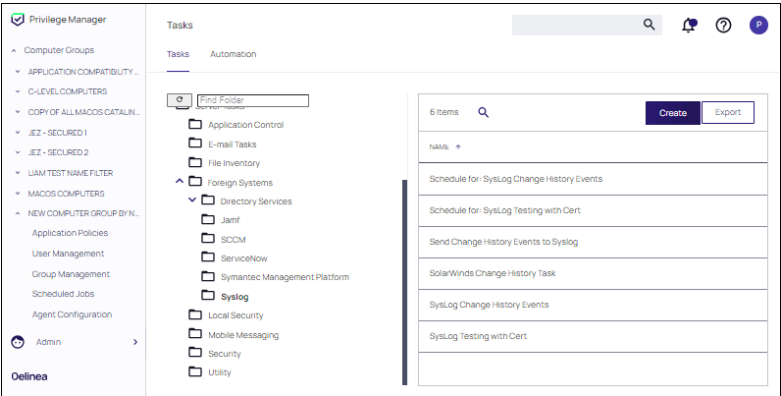 Privilege Manager
Computer Groups
APPLICATION COMPATIBILITY ...
C-LEVEL COMPUTERS
COPY OF ALL MACOS CATALIN...
JEZ - SECURED 1
JEZ - SECURED 2
LIAM TEST NAME FILTER
MACOS COMPUTERS
NEW COMPUTER GROUP BY N...
Application Policies
User Management
Group Management
Scheduled Jobs
Agent Configuration
Admin
Delinea
Tasks
P
Tasks Automation
Find Folder
Server Tasks
Application Control
E-mail Tasks
File Inventory
Foreign Systems
Directory Services
Jamf
SCCM
ServiceNow
Symantec Management Platform
Syslog
Local Security
Mobile Messaging
Security
Utility
6 Items Create Export
NAME
Schedule for: SysLog Change History Events
Schedule for: SysLog Testing with Cert
Send Change History Events to Syslog
SolarWinds Change History Task
SysLog Change History Events
SysLog Testing with Cert